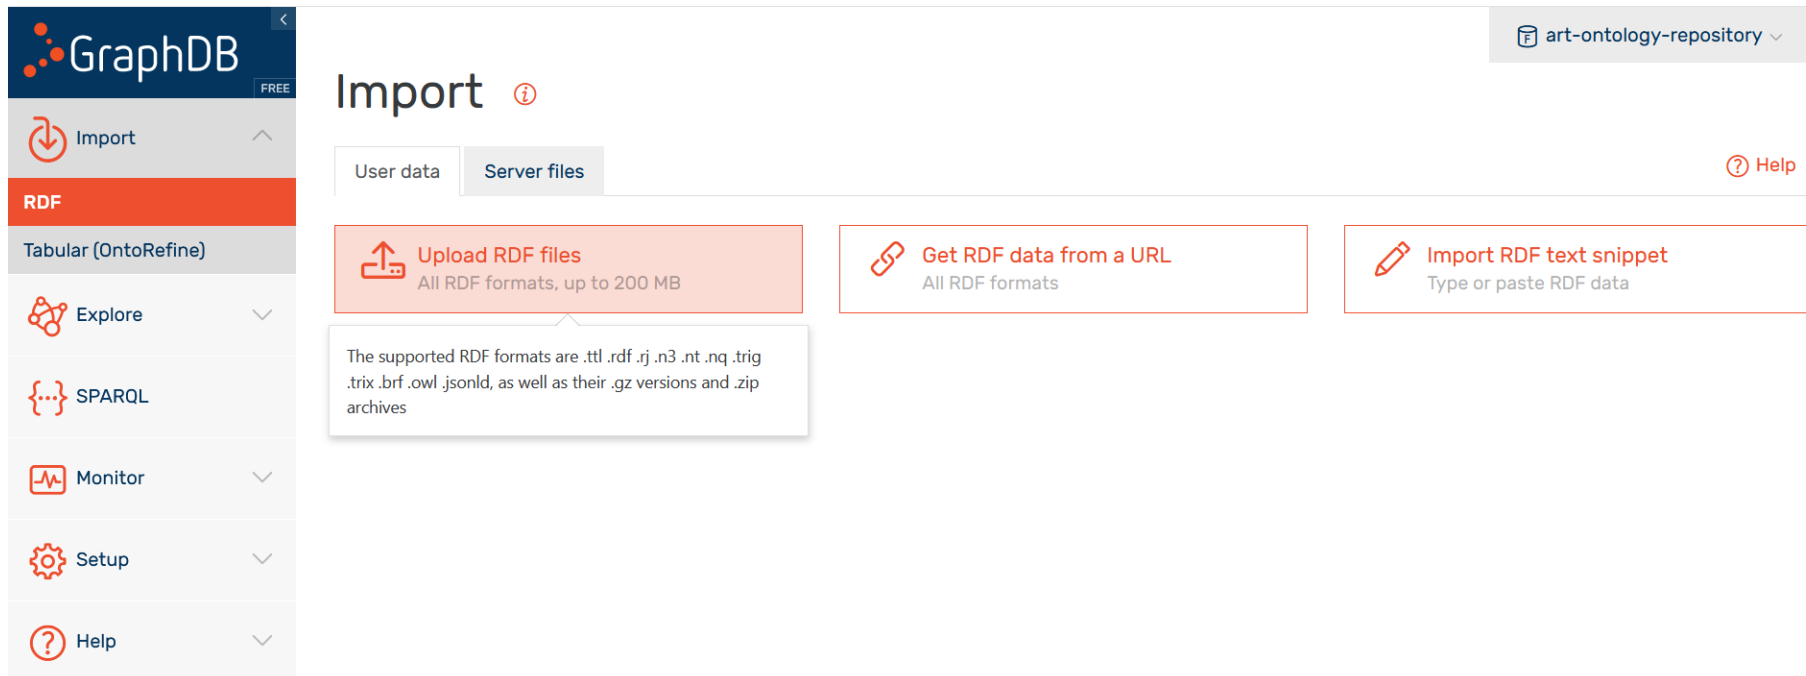 GraphDB
FREE
art-ontology-repository
Import
Import
User data
Server files
Help
RDF
Tabular (OntoRefine)
Explore
SPARQL
Monitor
Setup
Help
Upload RDF files
All RDF formats, up to 200 MB
Get RDF data from a URL
All RDF formats
Import RDF text snippet
Type or paste RDF data
The supported RDF formats are .ttl .rdf .rj .n3 .nt .nq .trig
.trix .brf .owl .jsonld, as well as their .gz versions and .zip
archives